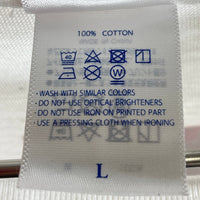 100% COTTON
40
W
• WASH WITH SIMILAR COLORS
• DO NOT USE OPTICAL BRIGHTENERS
• DO NOT USE IRON ON PRINTED PART
• USE A PRESSING CLOTH WHEN IRONING
L